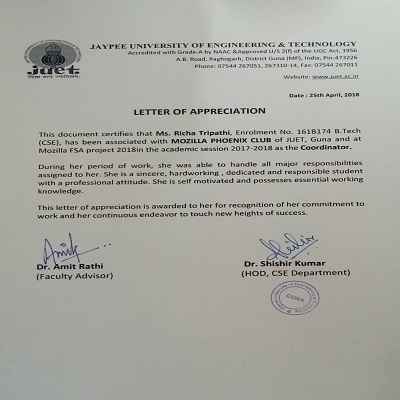 JAYPEE UNIVERSITY OF ENGINEERING & TECHNOLOGY
Accredited with Grade-A by NAAC &Approved U/S 2(f) of the UGC Act, 1956
A.B. Road, Raghogarh, District Guna (MP), India, Pin-473226
Phone: 07544 267051, 267310-14, Fax: 07544 267011
Website: www.juet.ac.in
juet
Date : 25th April, 2018
LETTER OF APPRECIATION
This document certifies that Ms. Richa Tripathi, Enrolment No. 161B174 B.Tech
(CSE), has been associated with MOZILLA PHOENIX CLUB of JUET, Guna and at
Mozilla FSA project 2018in the academic session 2017-2018 as the Coordinator.
During her period of work, she was able to handle all major responsibilities
assigned to her. She is a sincere, hardworking , dedicated and responsible student
with a professional attitude. She is self motivated and possesses essential working
knowledge.
This letter of appreciation is awarded to her for recognition of her commitment to
work and her continuous endeavor to touch new heights of success.
Amit
Dr. Amit Rathi
(Faculty Advisor)
Dr. Shishir Kumar
(HOD, CSE Department)
GUNA